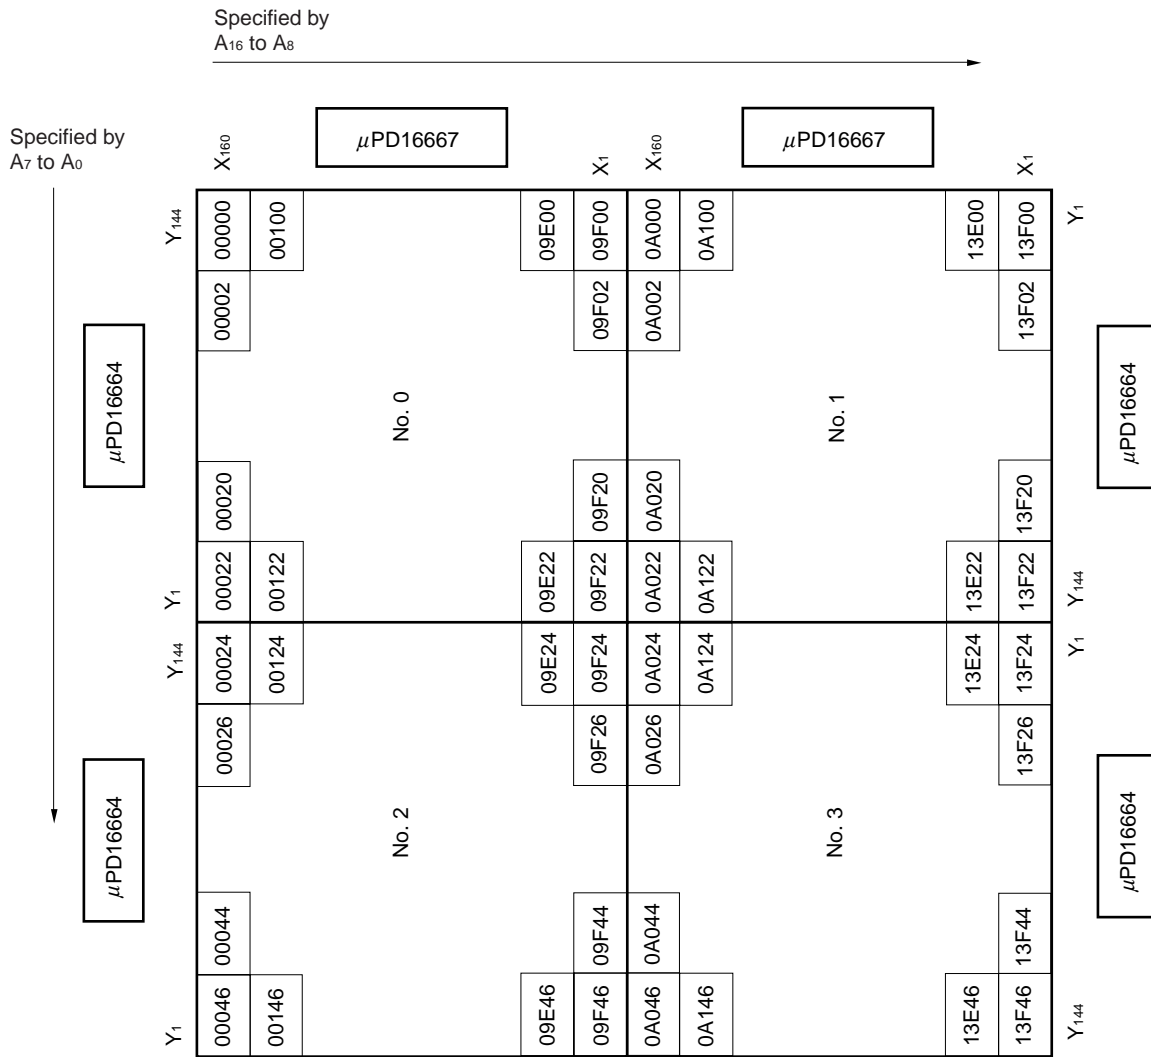 Specified by
A₁₆ to A₈
Specified by
A₇ to A₀
μPD16667
μPD16667
X₁₆₀
X₁
X₁₆₀
X₁
Y₁₄₄
00000
00100
09E00
09F00
0A000
0A100
13E00
13F00
Y₁
00002
09F02
0A002
13F02
μPD16664
No. 0
No. 1
μPD16664
00020
09F20
0A020
13F20
Y₁
00022
00122
09E22
09F22
0A022
0A122
13E22
13F22
Y₁₄₄
Y₁₄₄
00024
00124
09E24
09F24
0A024
0A124
13E24
13F24
Y₁
00026
09F26
0A026
13F26
μPD16664
No. 2
No. 3
μPD16664
00044
09F44
0A044
13F44
Y₁
00046
00146
09E46
09F46
0A046
0A146
13E46
13F46
Y₁₄₄